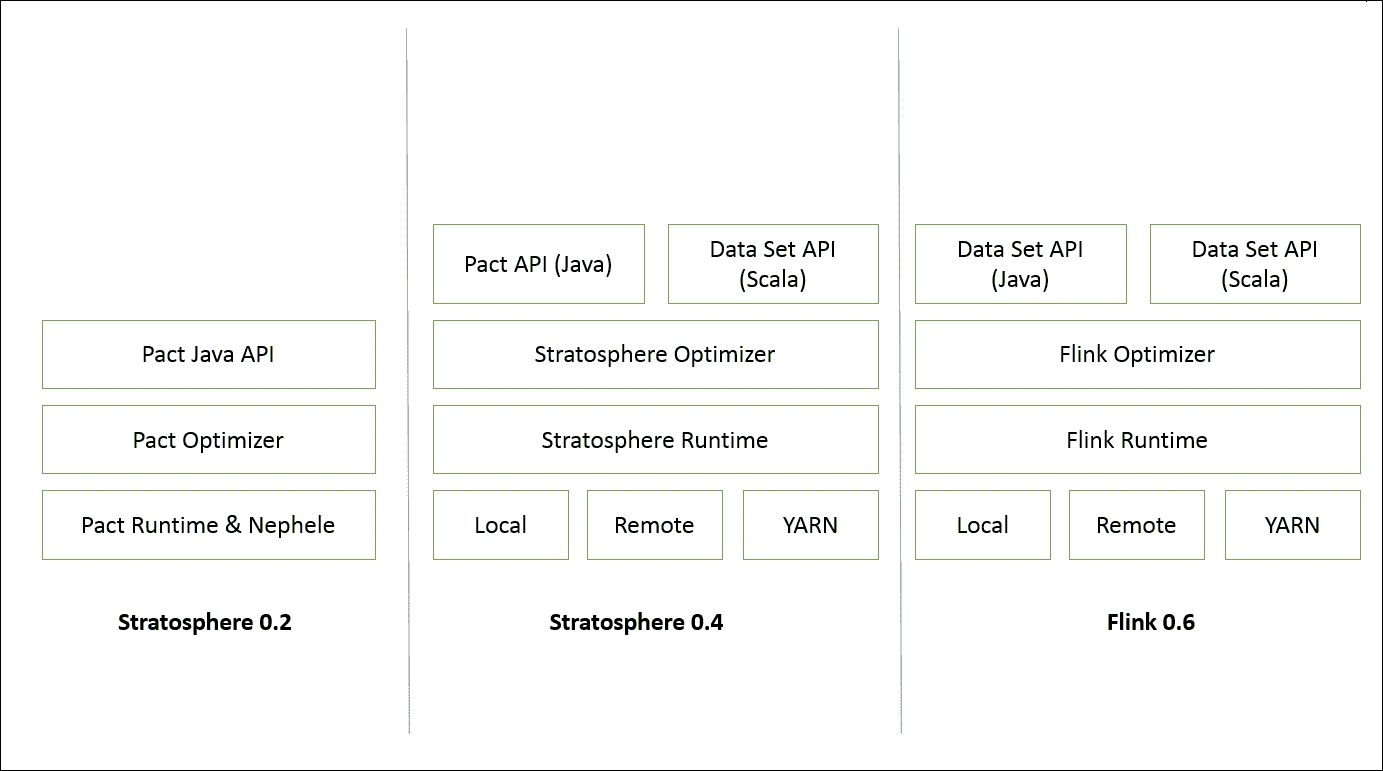 Pact Java API
Pact Optimizer
Pact Runtime & Nephele
Stratosphere 0.2
Pact API (Java)
Data Set API
(Scala)
Stratosphere Optimizer
Stratosphere Runtime
Local
Remote
YARN
Stratosphere 0.4
Data Set API
(Java)
Data Set API
(Scala)
Flink Optimizer
Flink Runtime
Local
Remote
YARN
Flink 0.6